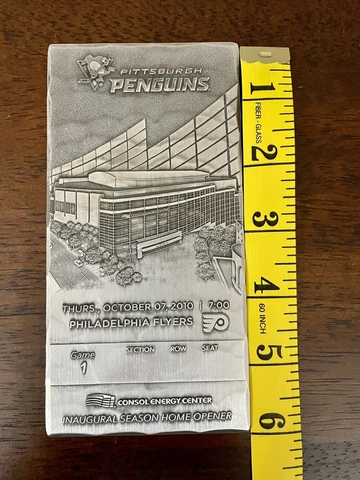 PITTSBURGH
PENGUINS
THURS., OCTOBER 07, 2010 | 7:00
PHILADELPHIA FLYERS
Game SECTION ROW SEAT
1
CONSOL ENERGY CENTER
INAUGURAL SEASON HOME OPENER
1
FIBER-GLASS
2
3
4
60 INCH
5
6